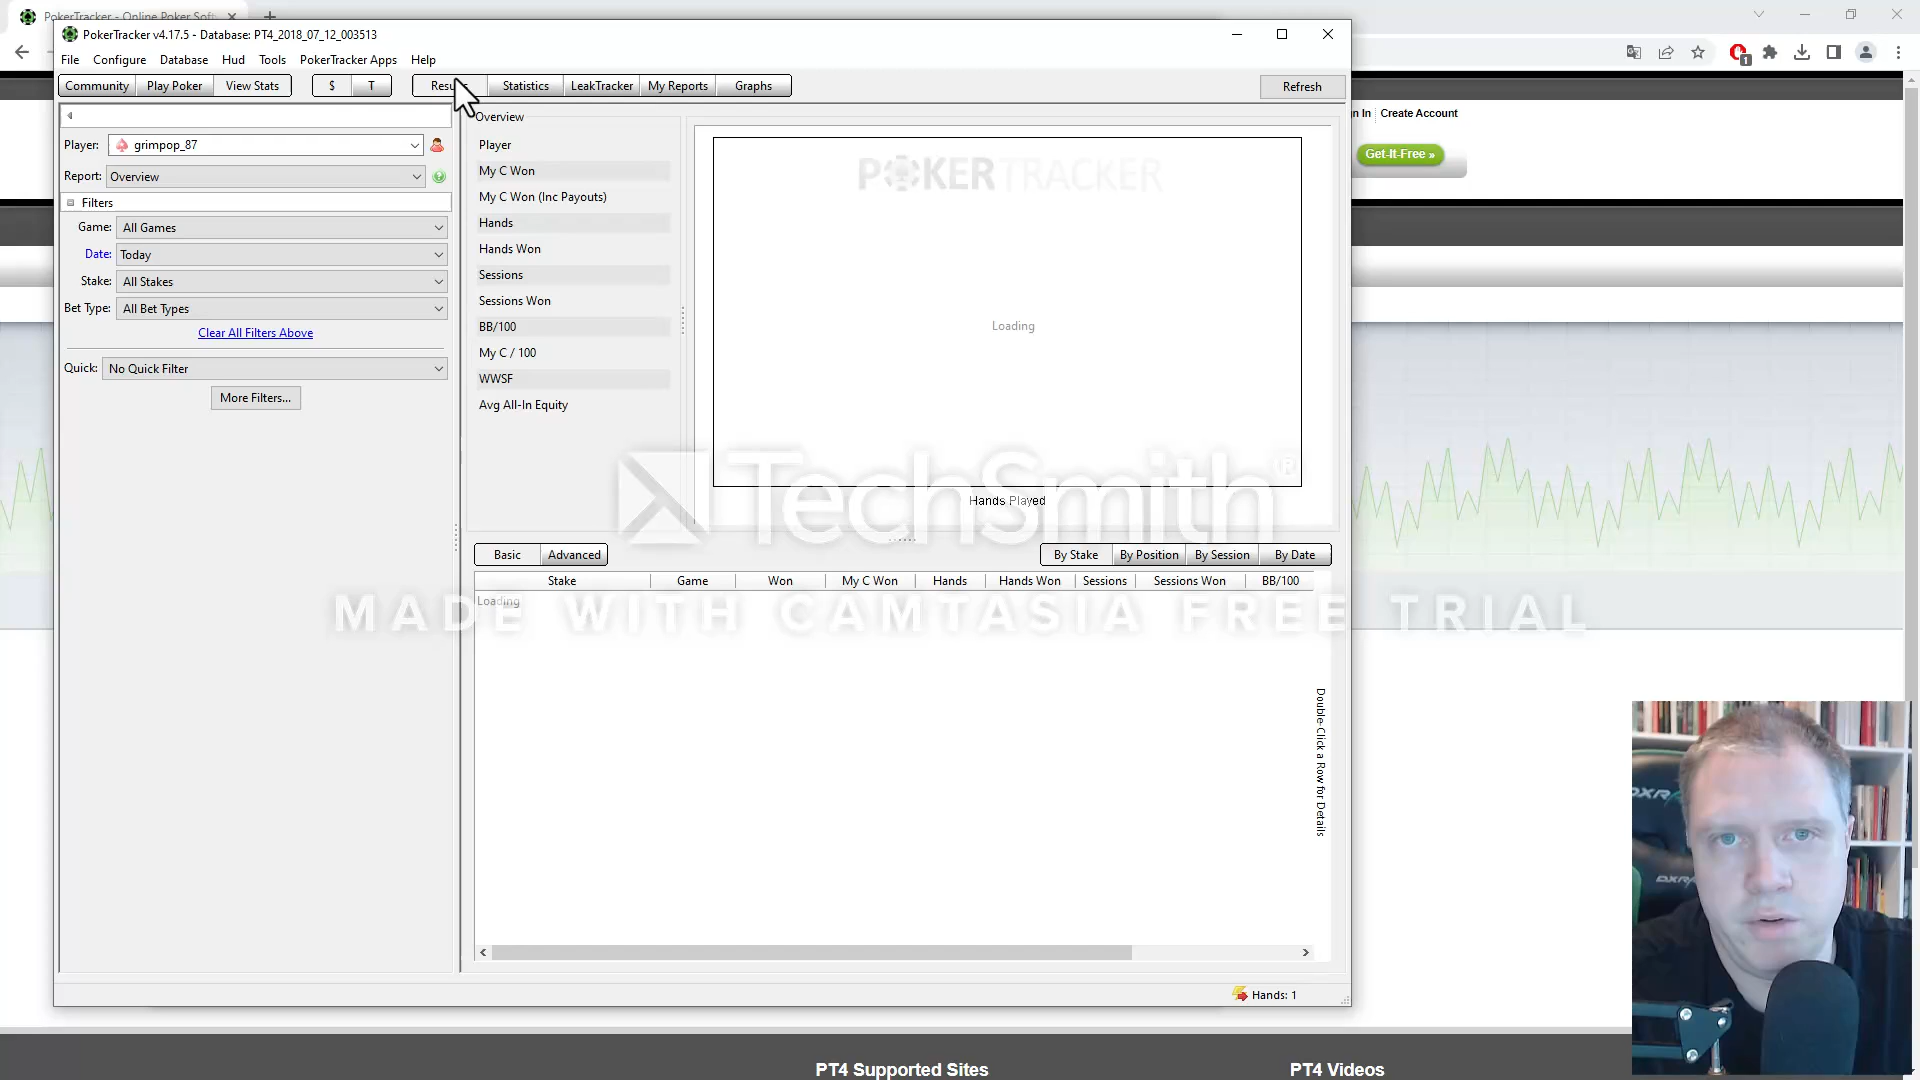 PokerTracker - Online Poker Soft
PokerTracker v4.17.5 - Database: PT4_2018_07_12_003513
File Configure Database Hud Tools PokerTracker Apps Help
Community Play Poker View Stats $ T Statistics LeakTracker My Reports Graphs Refresh
Overview
Player: grimpop_87
Report: Overview
Filters
Game: All Games
Date: Today
Stake: All Stakes
Bet Type: All Bet Types
Clear All Filters Above
Quick: No Quick Filter
More Filters...
Player
My C Won
My C Won (Inc Payouts)
Hands
Hands Won
Sessions
Sessions Won
BB/100
My C / 100
WWSF
Avg All-In Equity
POKERTRACKER
Loading
Hands Played
Basic Advanced By Stake By Position By Session By Date
Stake Game Won My C Won Hands Hands Won Sessions Sessions Won BB/100
Loading
Double-Click a Row for Details
Hands: 1
TechSmith®
MADE WITH CAMTASIA FREE TRIAL
In Create Account
Get-It-Free »
1
DXR
DXR
PT4 Supported Sites PT4 Videos